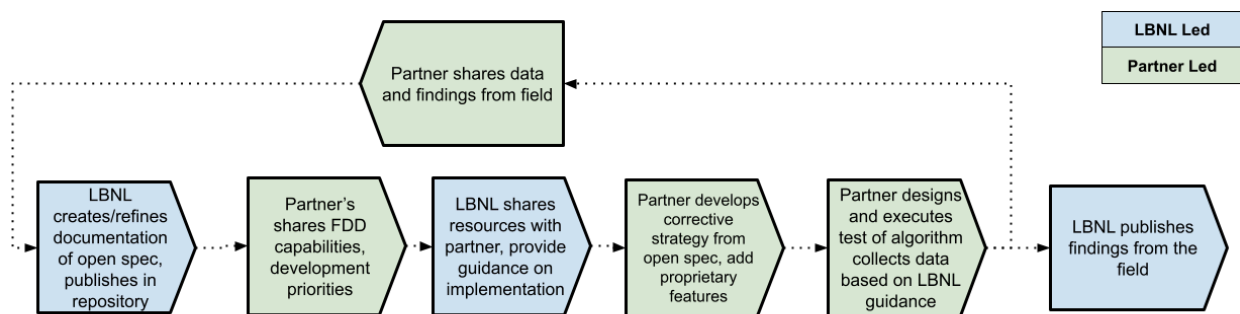 LBNL Led
Partner Led
Partner shares data
and findings from field
LBNL
creates/refines
documentation
of open spec,
publishes in
repository
Partner's
shares FDD
capabilities,
development
priorities
LBNL shares
resources with
partner, provide
guidance on
implementation
Partner develops
corrective
strategy from
open spec, add
proprietary
features
Partner designs
and executes
test of algorithm
collects data
based on LBNL
guidance
LBNL publishes
findings from the
field